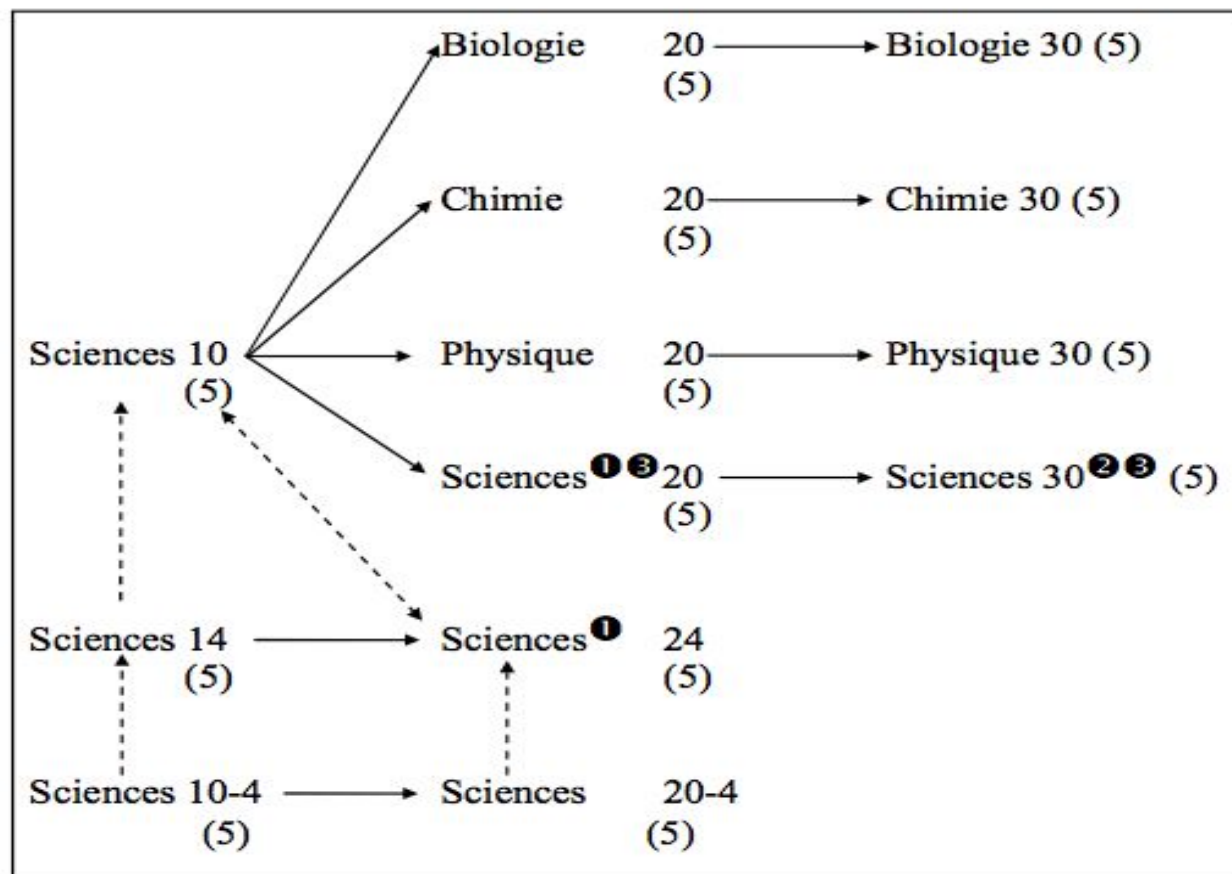 Biologie 20 Biologie 30 (5)
(5)
Chimie 20 Chimie 30 (5)
(5)
Sciences 10 Physique 20 Physique 30 (5)
(5) (5)
Sciences❶❸ 20 Sciences 30❷❸ (5)
(5)
Sciences 14 Sciences❶ 24
(5) (5)
Sciences 10-4 Sciences 20-4
(5) (5)